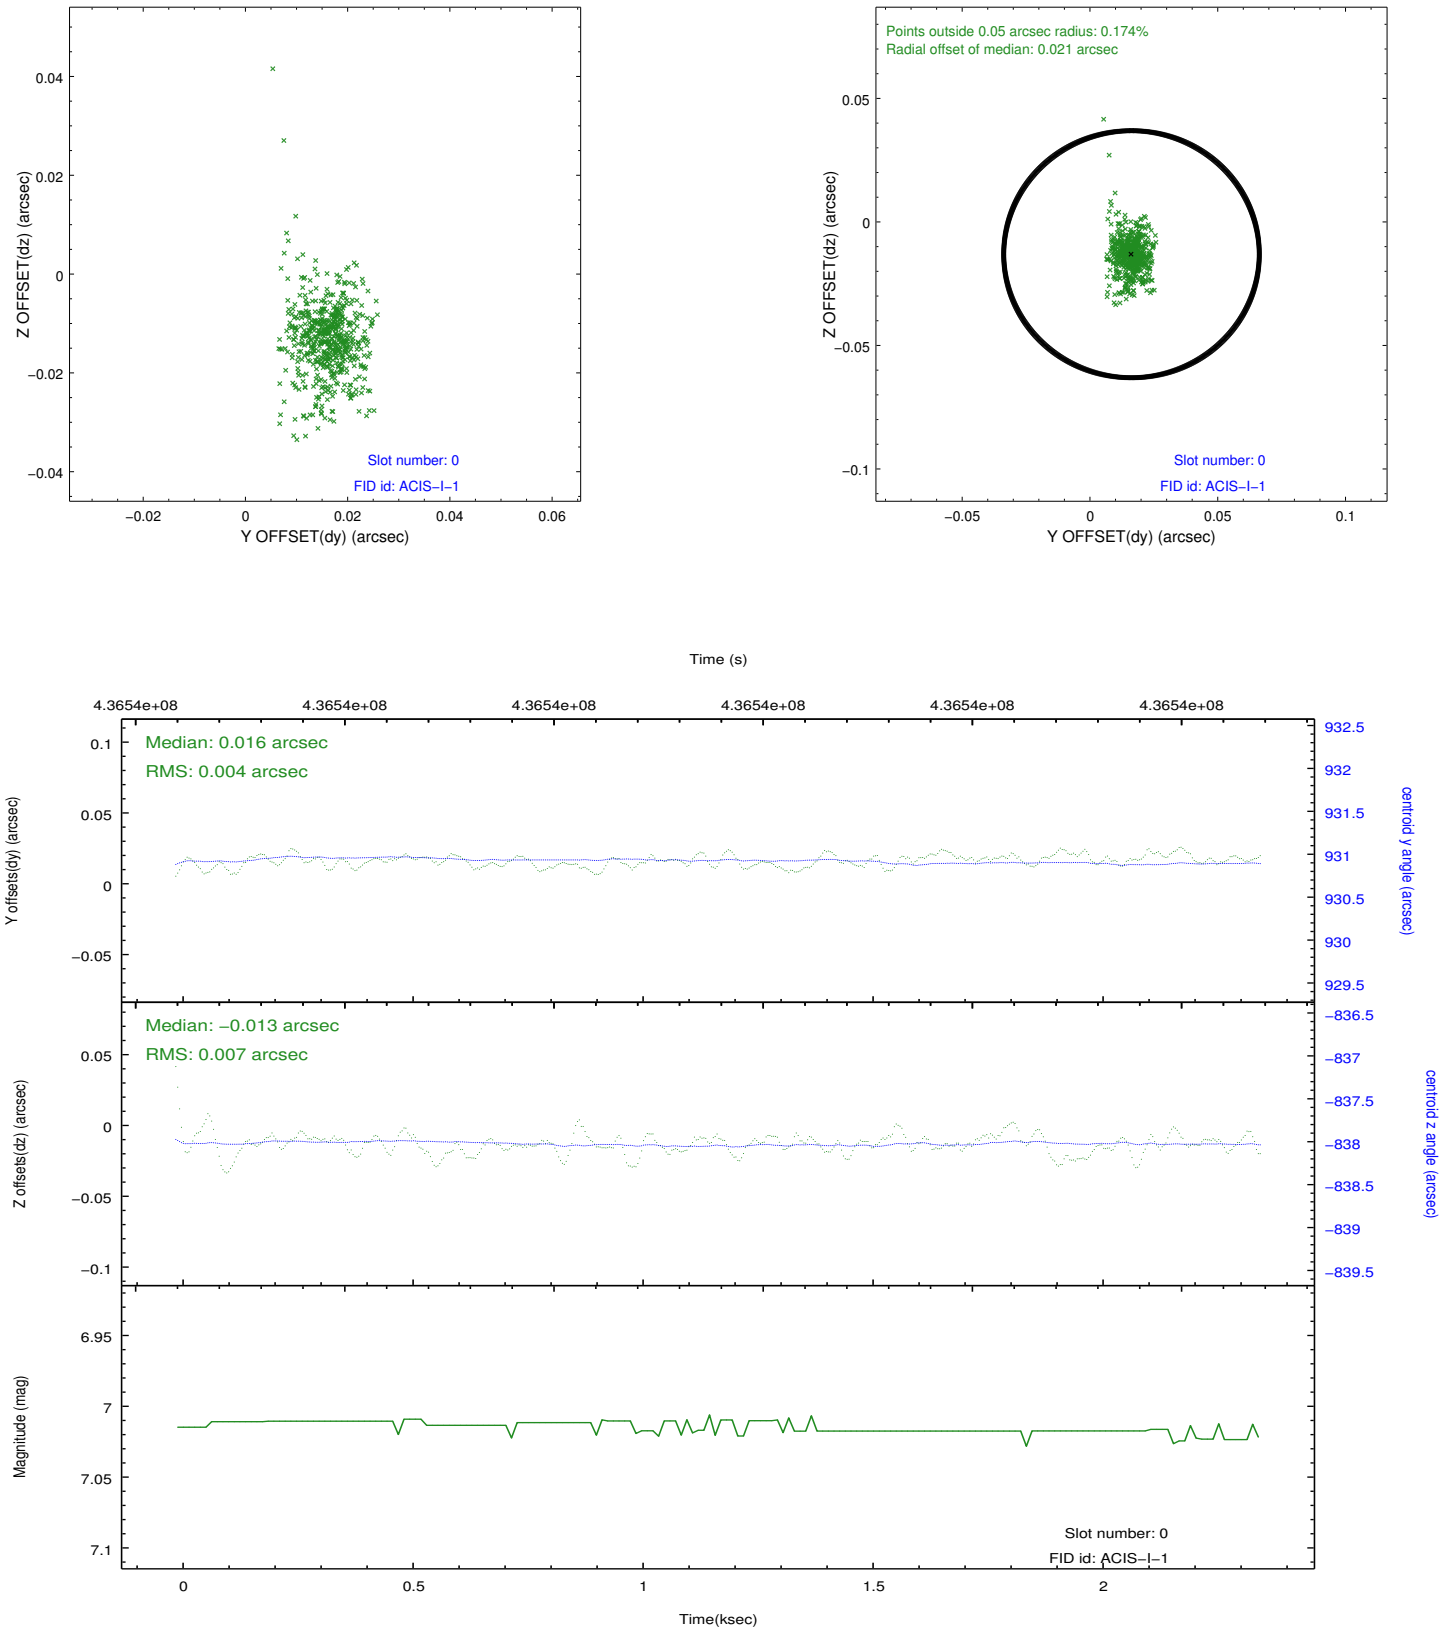 0.04
0.02
0
−0.02
−0.04
Z OFFSET(dz) (arcsec)
Slot number: 0
FID id: ACIS−I−1
−0.02
0
0.02
0.04
0.06
Y OFFSET(dy) (arcsec)
Points outside 0.05 arcsec radius: 0.174%
Radial offset of median: 0.021 arcsec
0.05
0
−0.05
−0.1
Z OFFSET(dz) (arcsec)
Slot number: 0
FID id: ACIS−I−1
−0.05
0
0.05
0.1
Y OFFSET(dy) (arcsec)
Time (s)
4.3654e+08
4.3654e+08
4.3654e+08
4.3654e+08
4.3654e+08
4.3654e+08
Median: 0.016 arcsec
RMS: 0.004 arcsec
0.1
0.05
0
−0.05
Y offsets(dy) (arcsec)
932.5
932
931.5
931
930.5
930
929.5
centroid y angle (arcsec)
Median: −0.013 arcsec
RMS: 0.007 arcsec
0.05
0
−0.05
−0.1
Z offsets(dz) (arcsec)
−836.5
−837
−837.5
−838
−838.5
−839
−839.5
centroid z angle (arcsec)
6.95
7
7.05
7.1
Magnitude (mag)
Slot number: 0
FID id: ACIS−I−1
0
0.5
1
1.5
2
Time(ksec)